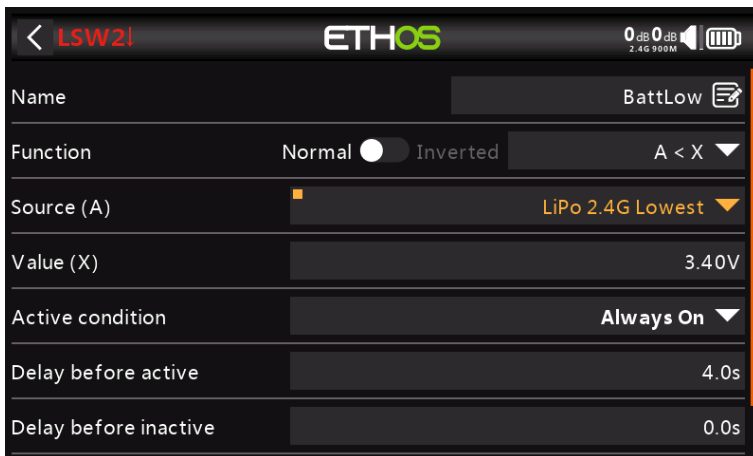 LSW2↓ ETHOS 0dB 0dB
2.4G 900M
Name BattLow
Function Normal Inverted A < X
Source (A) LiPo 2.4G Lowest
Value (X) 3.40V
Active condition Always On
Delay before active 4.0s
Delay before inactive 0.0s